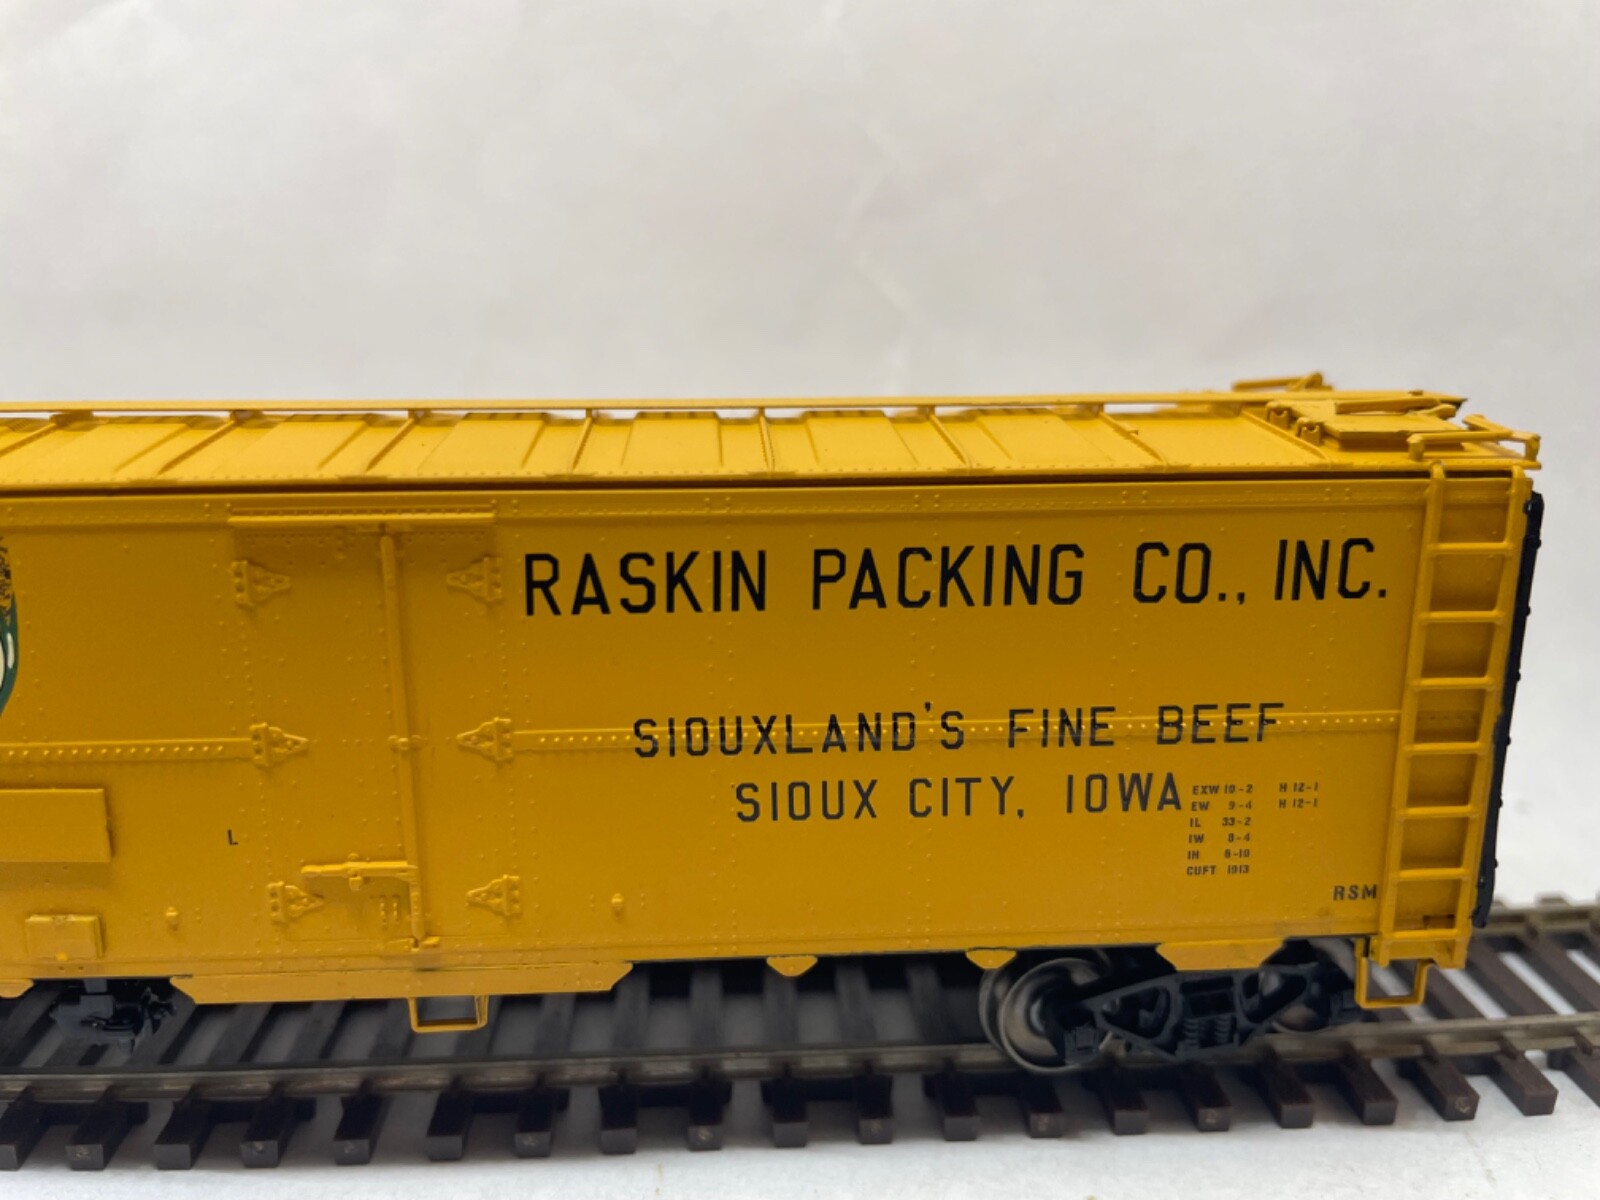 RASKIN PACKING CO., INC.
SIOUXLAND'S FINE BEEF
SIOUX CITY, IOWA
EXW 10-2 H 12-1
EW 9-4 H 12-1
IL 33-2
IW 8-4
IH 6-10
CUFT 1913
L
RSM